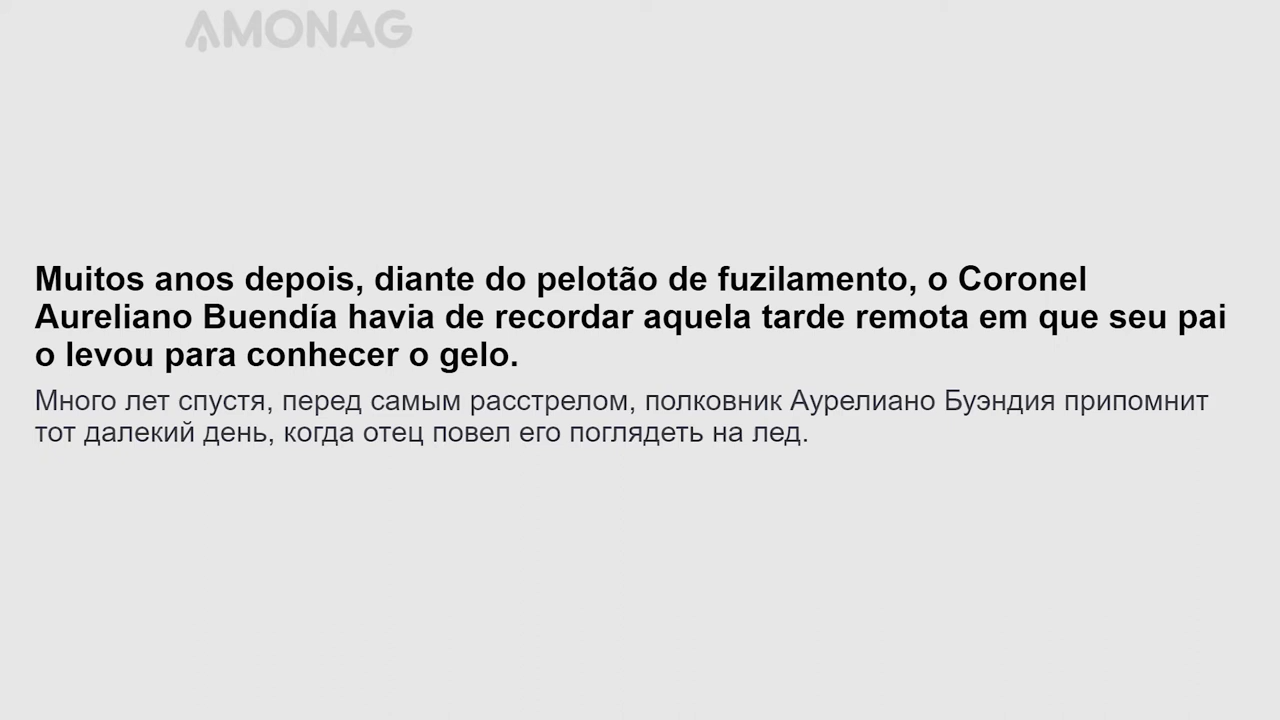 AMONAG
Muitos anos depois, diante do pelotão de fuzilamento, o Coronel
Aureliano Buendía havia de recordar aquela tarde remota em que seu pai
o levou para conhecer o gelo.
Много лет спустя, перед самым расстрелом, полковник Аурелиано Буэндия припомнит
тот далекий день, когда отец повел его поглядеть на лед.